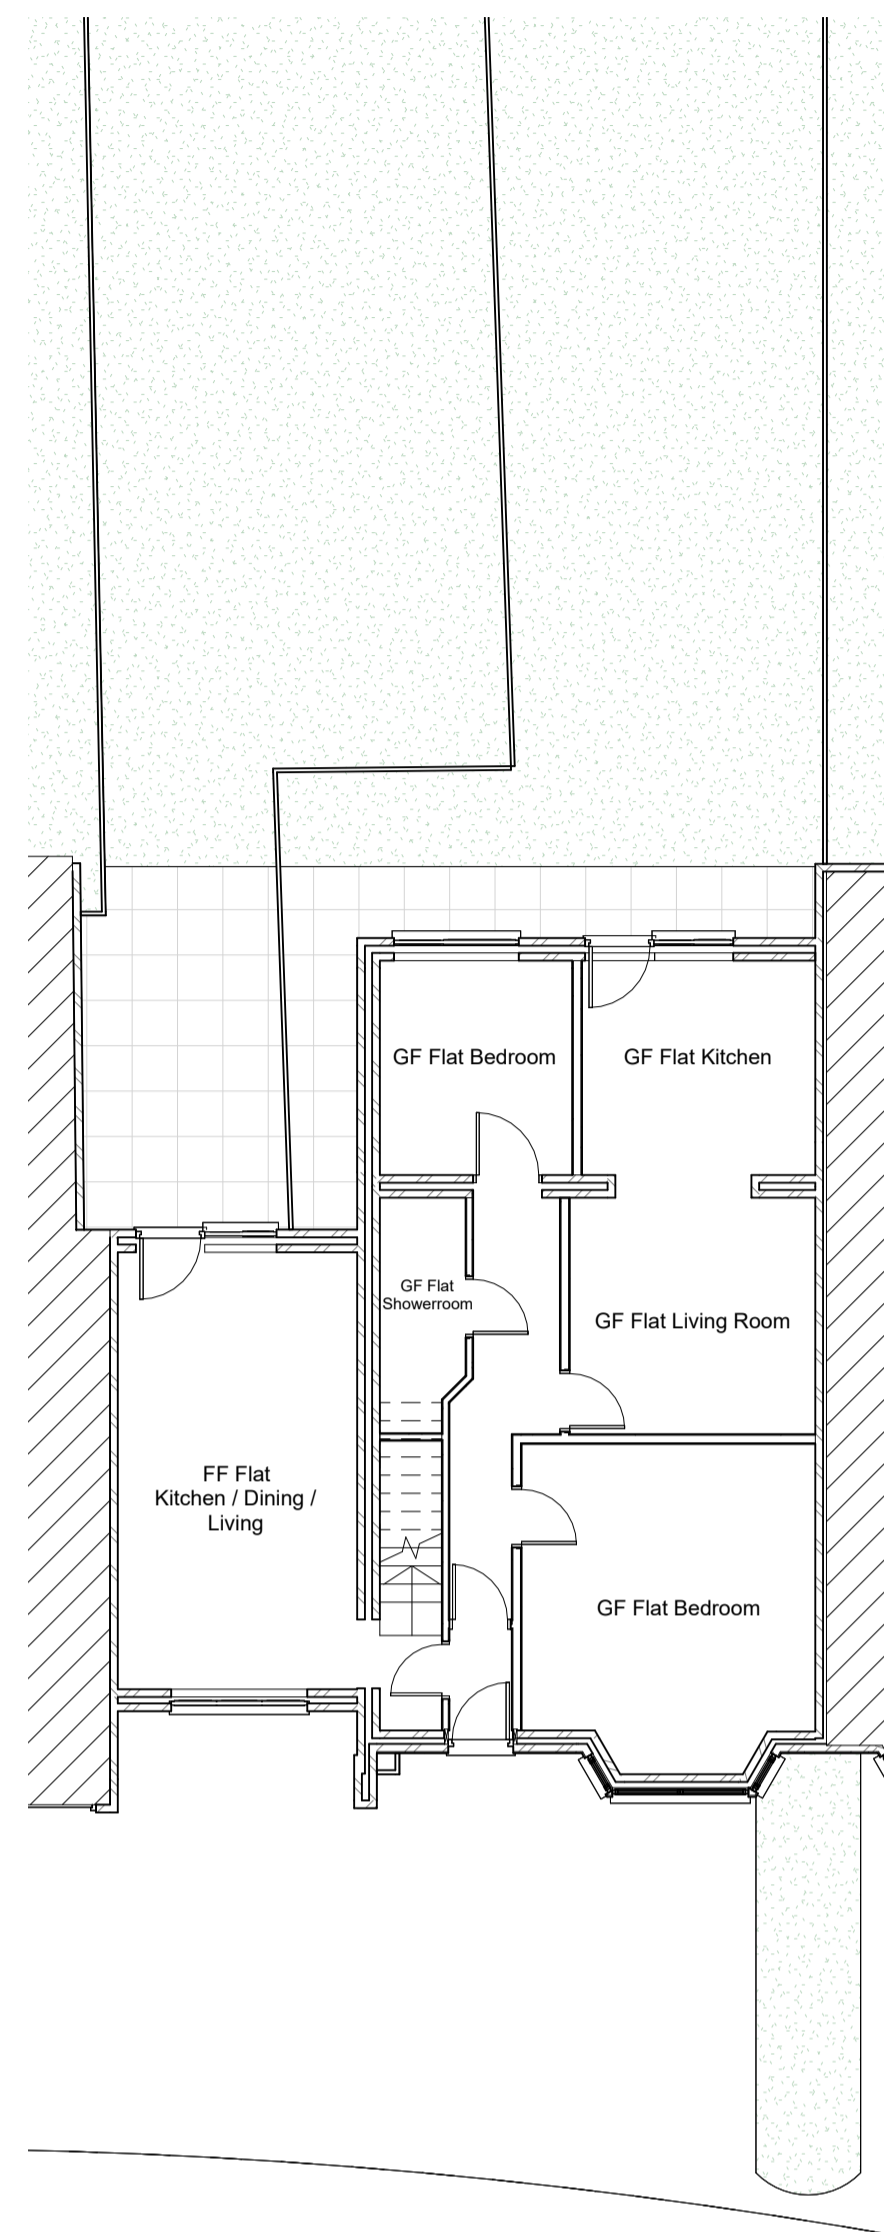 GF Flat Bedroom
GF Flat Kitchen
GF Flat
Showerroom
GF Flat Living Room
FF Flat
Kitchen / Dining /
Living
GF Flat Bedroom